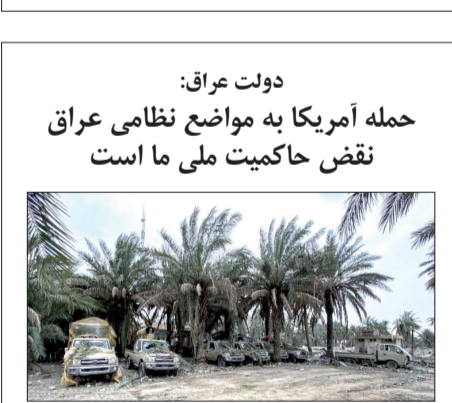 دولت عراق:
حمله آمریکا به مواضع نظامی عراق
نقض حاکمیت ملی ما است